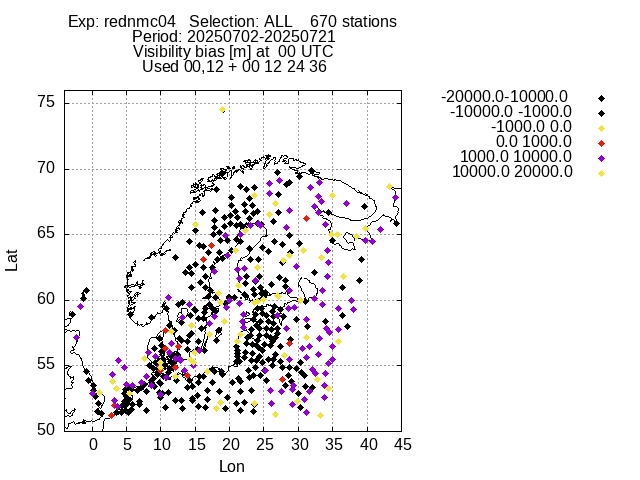 Exp: rednmc04   Selection: ALL    670 stations
Period: 20250702-20250721
Visibility bias [m] at  00 UTC
Used 00,12 + 00 12 24 36
-20000.0-10000.0
-10000.0 -1000.0
-1000.0 0.0
0.0 1000.0
1000.0 10000.0
10000.0 20000.0
75
70
65
60
55
50
Lat
0 5 10 15 20 25 30 35 40 45
Lon